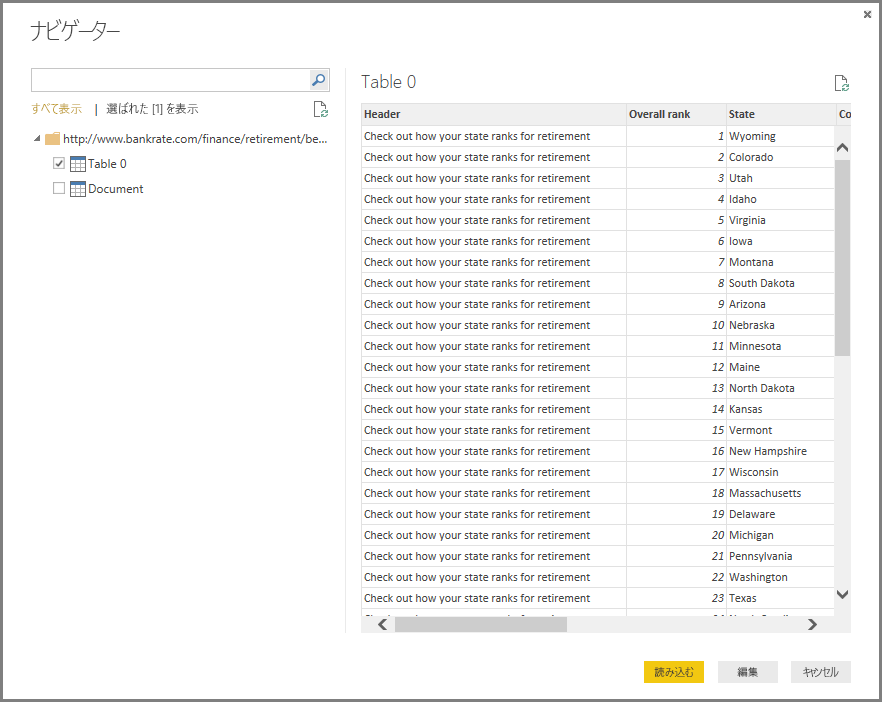 ナビゲーター
すべて表示 | 選ばれた [1] を表示
http://www.bankrate.com/finance/retirement/be...
Table 0
Document
Table 0
Header Overall rank State Co
Check out how your state ranks for retirement 1 Wyoming
Check out how your state ranks for retirement 2 Colorado
Check out how your state ranks for retirement 3 Utah
Check out how your state ranks for retirement 4 Idaho
Check out how your state ranks for retirement 5 Virginia
Check out how your state ranks for retirement 6 Iowa
Check out how your state ranks for retirement 7 Montana
Check out how your state ranks for retirement 8 South Dakota
Check out how your state ranks for retirement 9 Arizona
Check out how your state ranks for retirement 10 Nebraska
Check out how your state ranks for retirement 11 Minnesota
Check out how your state ranks for retirement 12 Maine
Check out how your state ranks for retirement 13 North Dakota
Check out how your state ranks for retirement 14 Kansas
Check out how your state ranks for retirement 15 Vermont
Check out how your state ranks for retirement 16 New Hampshire
Check out how your state ranks for retirement 17 Wisconsin
Check out how your state ranks for retirement 18 Massachusetts
Check out how your state ranks for retirement 19 Delaware
Check out how your state ranks for retirement 20 Michigan
Check out how your state ranks for retirement 21 Pennsylvania
Check out how your state ranks for retirement 22 Washington
Check out how your state ranks for retirement 23 Texas
読み込む 編集 キャンセル